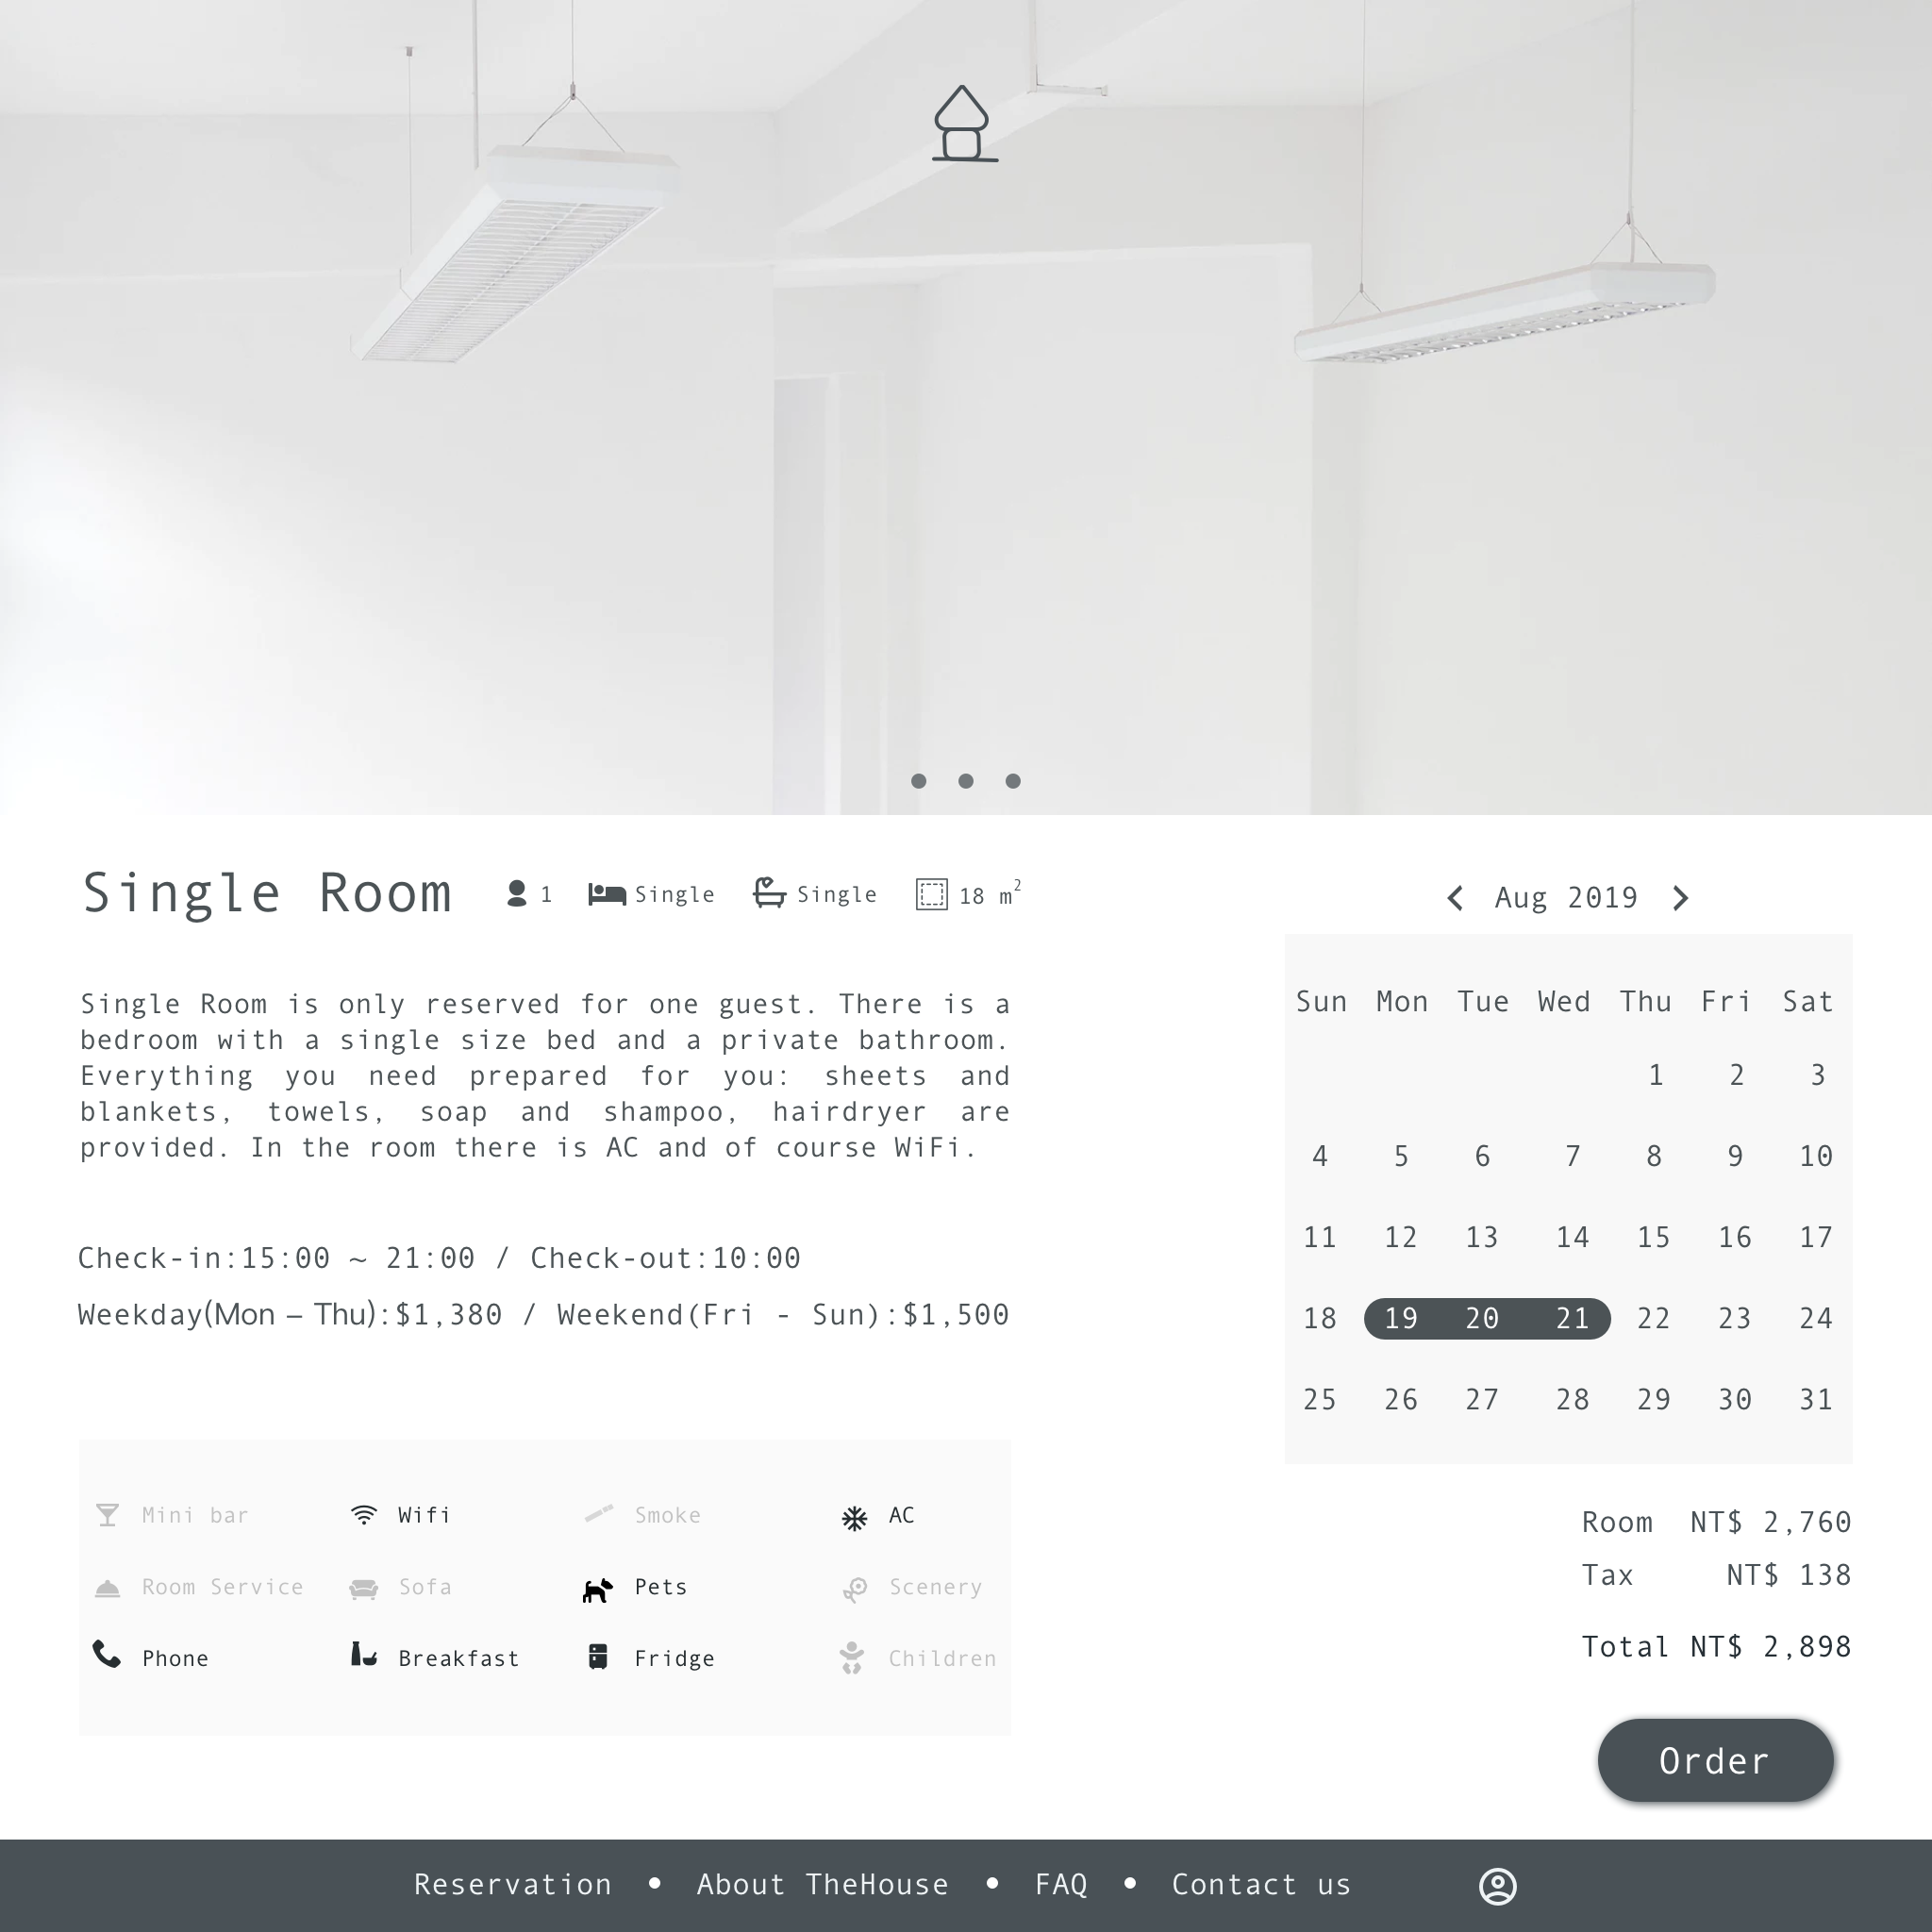 Single Room 1 Single Single 18 m²
Single Room is only reserved for one guest. There is a
bedroom with a single size bed and a private bathroom.
Everything you need prepared for you: sheets and
blankets, towels, soap and shampoo, hairdryer are
provided. In the room there is AC and of course WiFi.
Check-in:15:00 ~ 21:00 / Check-out:10:00
Weekday(Mon – Thu):$1,380 / Weekend(Fri - Sun):$1,500
Mini bar Wifi Smoke AC
Room Service Sofa Pets Scenery
Phone Breakfast Fridge Children
Aug 2019
Sun Mon Tue Wed Thu Fri Sat
1 2 3
4 5 6 7 8 9 10
11 12 13 14 15 16 17
18 19 20 21 22 23 24
25 26 27 28 29 30 31
Room NT$ 2,760
Tax NT$ 138
Total NT$ 2,898
Order
Reservation • About TheHouse • FAQ • Contact us